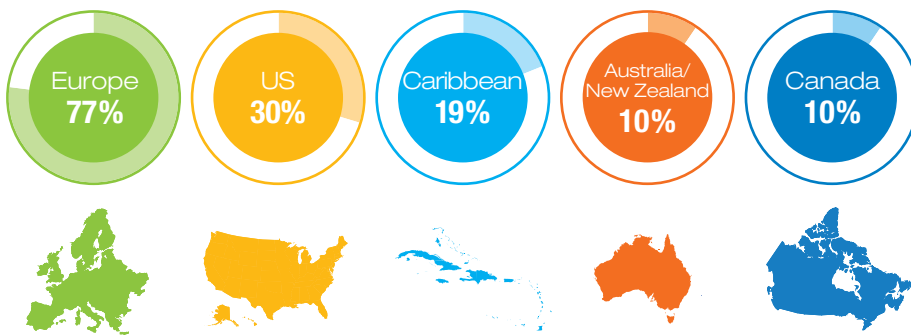 Europe
77%
US
30%
Caribbean
19%
Australia/
New Zealand
10%
Canada
10%